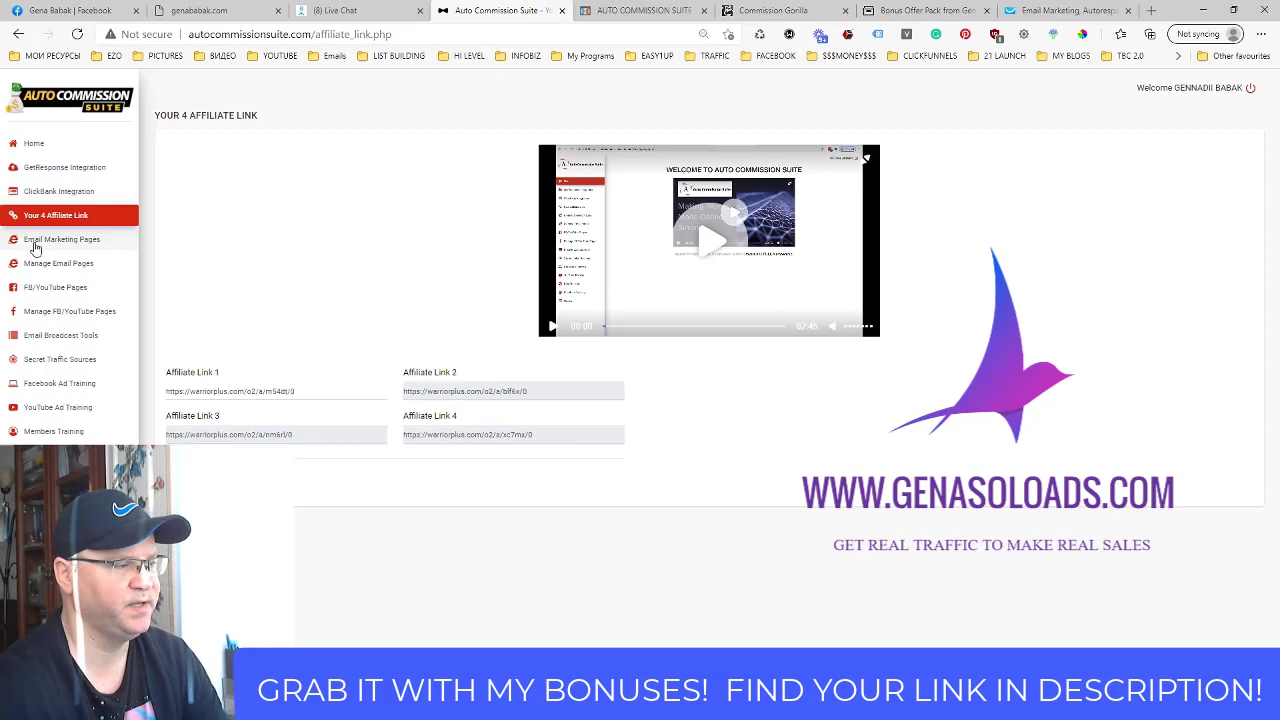 Facebook
genababak.com
(8) Live Chat
Auto Commission Suite - Yo
AUTO COMMISSION SUITE
Commission Gorilla
Bonus Offer Pack from Gen
Email Marketing, Autorespo
Not secure
autocommissionsuite.com/affiliate_link.php
Not syncing
МОИ РЕСУРСЫ
EZO
PICTURES
ВИДЕО
YOUTUBE
Emails
LIST BUILDING
HI LEVEL
INFOBIZ
My Programs
EASY1UP
TRAFFIC
$$$MONEY$$$
CLICKFUNNELS
21 LAUNCH
TBC 2.0
Other favourites
AUTO COMMISSION
SUITE
Welcome GENNADII BABAK
YOUR 4 AFFILIATE LINK
Home
GetResponse Integration
ClickBank Integration
Your 4 Affiliate Link
Email Marketing Pages
Manage Email Pages
FB/YouTube Pages
Manage FB/YouTube Pages
Email Broadcast Tools
Secret Traffic Sources
Facebook Ad Training
YouTube Ad Training
Members Training
WELCOME TO AUTO COMMISSION SUITE
00:00
02:45
Affiliate Link 1
https://warriorplus.com/o2/a/m54dt/0
Affiliate Link 2
https://warriorplus.com/o2/a/blf6x/0
Affiliate Link 3
https://warriorplus.com/o2/a/nm6rl/0
Affiliate Link 4
https://warriorplus.com/o2/a/xc7mx/0
WWW.GENASOLOADS.COM
GET REAL TRAFFIC TO MAKE REAL SALES
GRAB IT WITH MY BONUSES! FIND YOUR LINK IN DESCRIPTION!